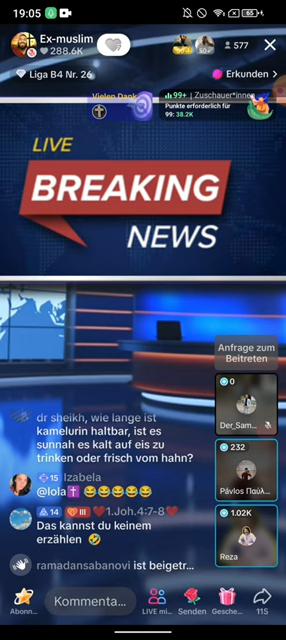 19:05
65
Ex-muslim
288.6K
577
Liga B4 Nr. 26
Erkunden >
Vielen Dank
99+ | Zuschauer*innen
Punkte erforderlich für
99: 38.2K
LIVE
BREAKING
NEWS
Anfrage zum
Beitreten
0
Der_Sam...
232
Pávlos Παύλ...
1.02K
Reza
dr sheikh, wie lange ist
kamelurin haltbar, ist es
sunnah es kalt auf eis zu
trinken oder frisch vom hahn?
15 Izabela
@lola✝️ 😂😂😂😂😂
14 III ❤️1.Joh.4:7-8❤️
Das kannst du keinem
erzählen 🤣
ramadansabanovi ist beigetr...
Abonn...
Kommenta...
LIVE mi...
Senden
Gesche...
115